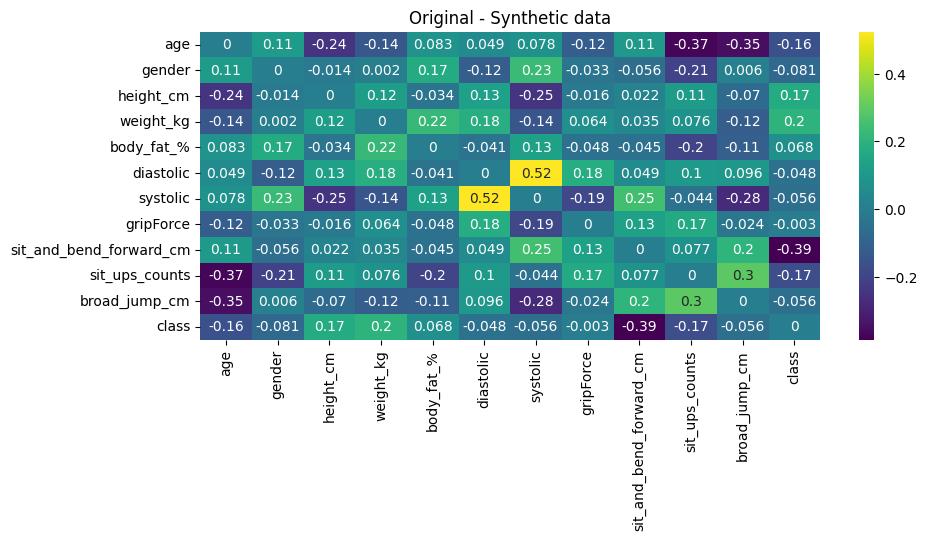 Original - Synthetic data
age 0 0.11 -0.24 -0.14 0.083 0.049 0.078 -0.12 0.11 -0.37 -0.35 -0.16
gender 0.11 0 -0.014 0.002 0.17 -0.12 0.23 -0.033 -0.056 -0.21 0.006 -0.081
height_cm -0.24 -0.014 0 0.12 -0.034 0.13 -0.25 -0.016 0.022 0.11 -0.07 0.17
weight_kg -0.14 0.002 0.12 0 0.22 0.18 -0.14 0.064 0.035 0.076 -0.12 0.2
body_fat_% 0.083 0.17 -0.034 0.22 0 -0.041 0.13 -0.048 -0.045 -0.2 -0.11 0.068
diastolic 0.049 -0.12 0.13 0.18 -0.041 0 0.52 0.18 0.049 0.1 0.096 -0.048
systolic 0.078 0.23 -0.25 -0.14 0.13 0.52 0 -0.19 0.25 -0.044 -0.28 -0.056
gripForce -0.12 -0.033 -0.016 0.064 -0.048 0.18 -0.19 0 0.13 0.17 -0.024 -0.003
sit_and_bend_forward_cm 0.11 -0.056 0.022 0.035 -0.045 0.049 0.25 0.13 0 0.077 0.2 -0.39
sit_ups_counts -0.37 -0.21 0.11 0.076 -0.2 0.1 -0.044 0.17 0.077 0 0.3 -0.17
broad_jump_cm -0.35 0.006 -0.07 -0.12 -0.11 0.096 -0.28 -0.024 0.2 0.3 0 -0.056
class -0.16 -0.081 0.17 0.2 0.068 -0.048 -0.056 -0.003 -0.39 -0.17 -0.056 0
age
gender
height_cm
weight_kg
body_fat_%
diastolic
systolic
gripForce
sit_and_bend_forward_cm
sit_ups_counts
broad_jump_cm
class
0.4
0.2
0.0
−0.2